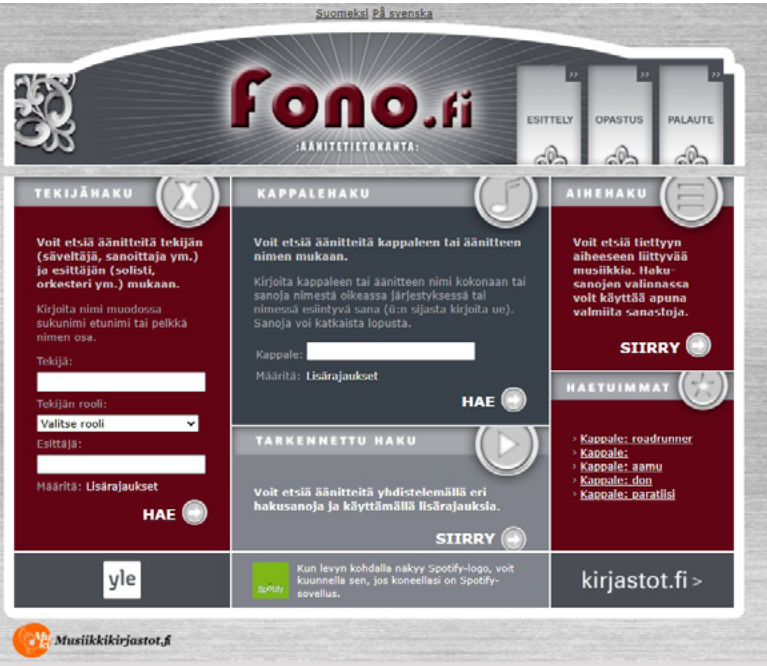 Suomeksi På svenska
fono.fi
:ÄÄNITETIETOKANTA:
>>
ESITTELY
>>
OPASTUS
>>
PALAUTE
TEKIJÄHAKU
X
Voit etsiä äänitteitä tekijän
(säveltäjä, sanoittaja ym.)
ja esittäjän (solisti,
orkesteri ym.) mukaan.
Kirjoita nimi muodossa
sukunimi etunimi tai pelkkä
nimen osa.
Tekijä:
Tekijän rooli:
Valitse rooli
Esittäjä:
Määritä: Lisärajaukset
HAE
KAPPALEHAKU
Voit etsiä äänitteitä kappaleen tai äänitteen
nimen mukaan.
Kirjoita kappaleen tai äänitteen nimi kokonaan tai
sanoja nimestä oikeassa järjestyksessä tai
nimessä esiintyvä sana (ü:n sijasta kirjoita ue).
Sanoja voi katkaista lopusta.
Kappale:
Määritä: Lisärajaukset
HAE
TARKENNETTU HAKU
Voit etsiä äänitteitä yhdistelemällä eri
hakusanoja ja käyttämällä lisärajauksia.
SIIRRY
AIHEHAKU
Voit etsiä tiettyyn
aiheeseen liittyvää
musiikkia. Haku-
sanojen valinnassa
voit käyttää apuna
valmiita sanastoja.
SIIRRY
HAETUIMMAT
› Kappale: roadrunner
› Kappale:
› Kappale: aamu
› Kappale: don
› Kappale: paratiisi
yle
Spotify
Kun levyn kohdalla näkyy Spotify-logo, voit
kuunnella sen, jos koneellasi on Spotify-
sovellus.
kirjastot.fi >
Musiikkikirjastot.fi